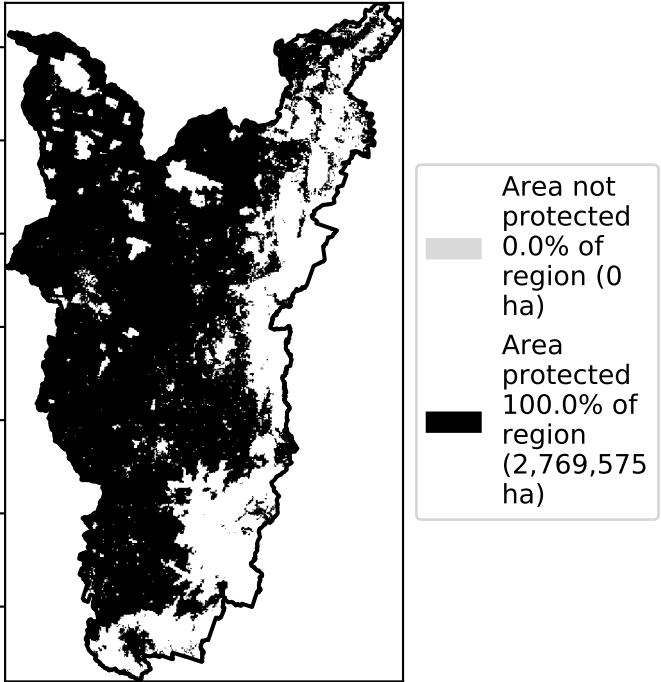 Area not
protected
0.0% of
region (0
ha)
Area
protected
100.0% of
region
(2,769,575
ha)